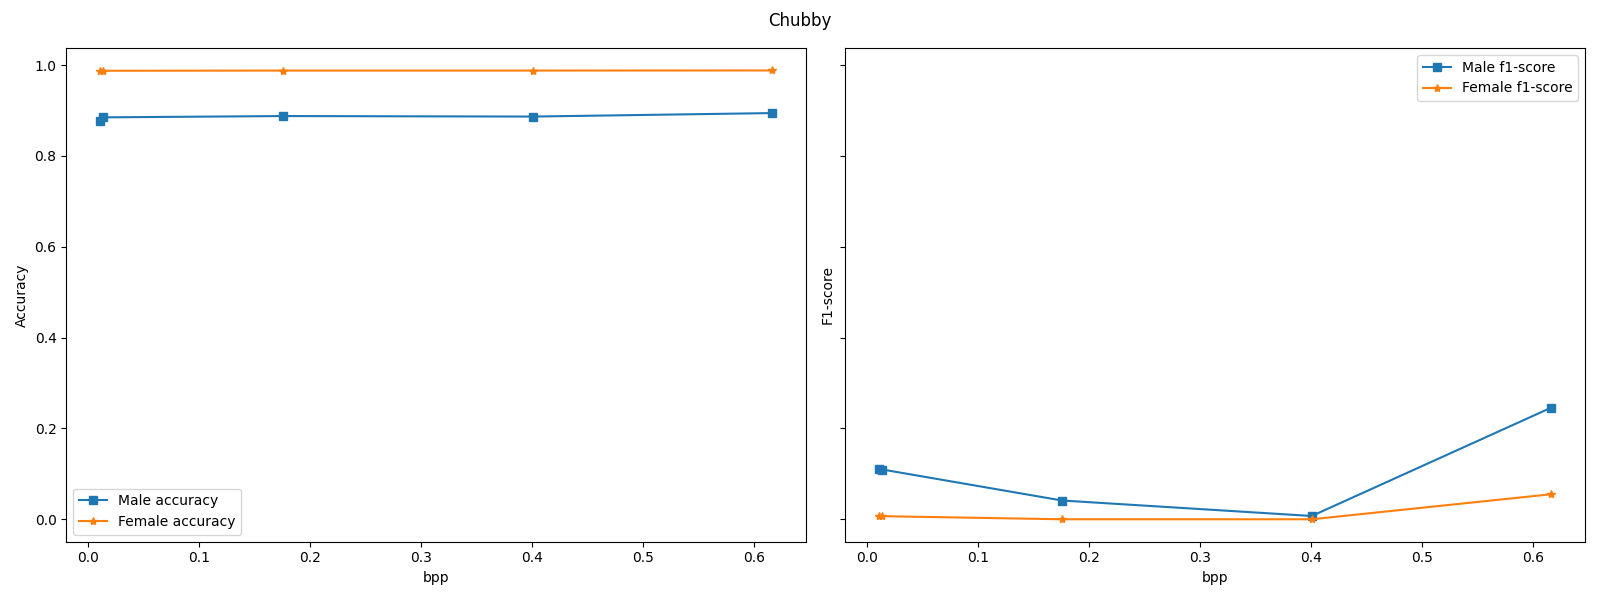 Chubby
Accuracy
1.0
0.8
0.6
0.4
0.2
0.0
Male accuracy
Female accuracy
0.0 0.1 0.2 0.3 0.4 0.5 0.6
bpp
F1-score
Male f1-score
Female f1-score
0.0 0.1 0.2 0.3 0.4 0.5 0.6
bpp